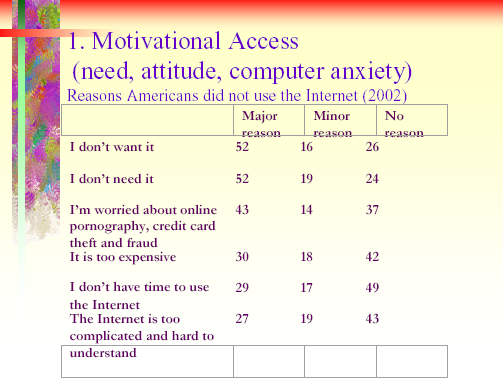 1. Motivational Access
(need, attitude, computer anxiety)
Reasons Americans did not use the Internet (2002)
Major reason Minor reason No reason
I don't want it 52 16 26
I don't need it 52 19 24
I'm worried about online 43 14 37
pornography, credit card
theft and fraud
It is too expensive 30 18 42
I don't have time to use 29 17 49
the Internet
The Internet is too 27 19 43
complicated and hard to
understand